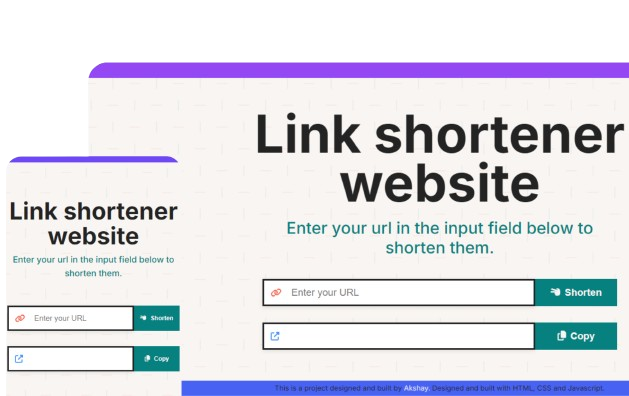 Link shortener
website
Enter your url in the input field below to
shorten them.
Enter your URL
Shorten
Copy
Link shortener
website
Enter your url in the input field below to
shorten them.
Enter your URL
Shorten
Copy
This is a project designed and built by Akshay. Designed and built with HTML, CSS and Javascript.